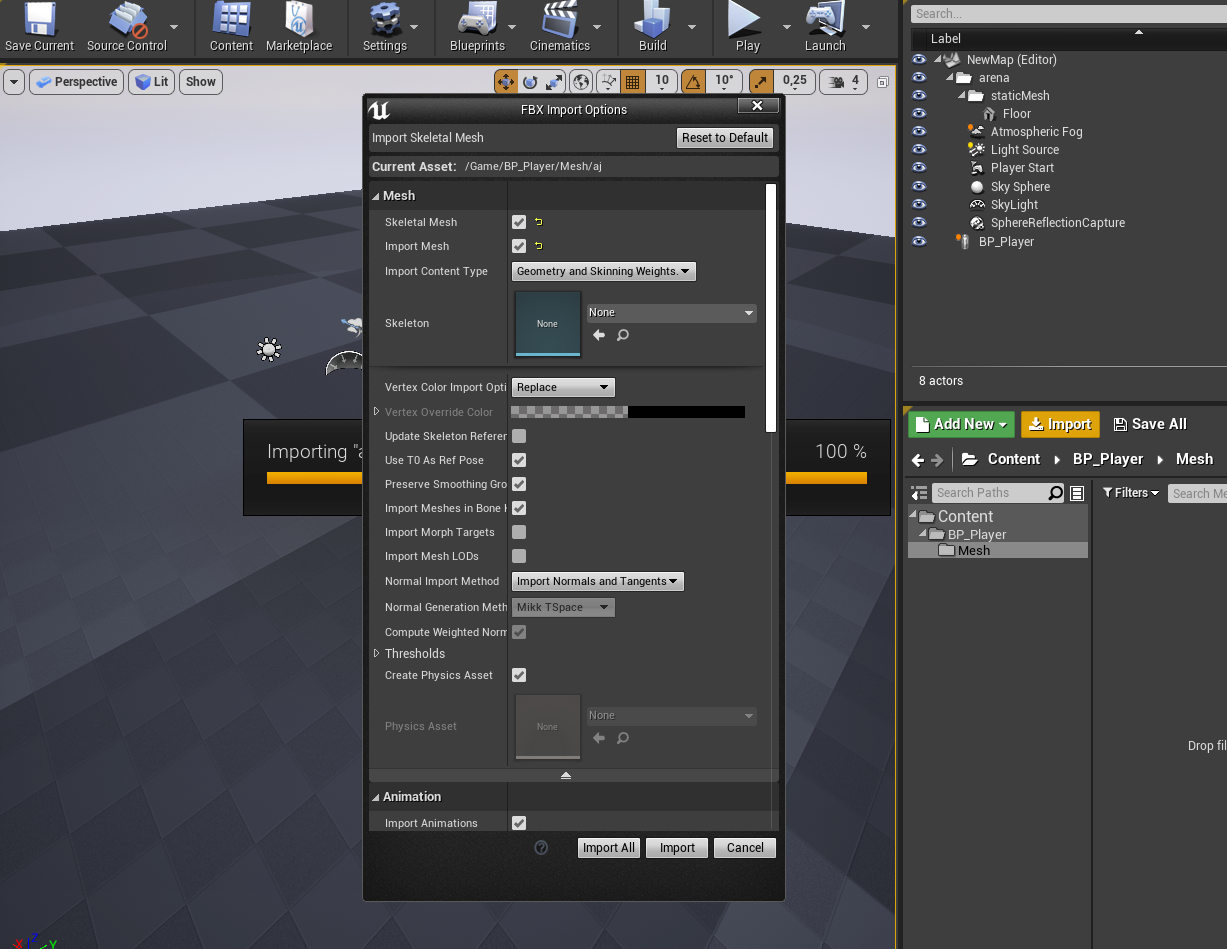 Save Current
Source Control
Content
Marketplace
Settings
Blueprints
Cinematics
Build
Play
Launch
Perspective
Lit
Show
10
10°
0,25
4
FBX Import Options
Import Skeletal Mesh
Reset to Default
Current Asset: /Game/BP_Player/Mesh/aj
Mesh
Skeletal Mesh
Import Mesh
Import Content Type
Geometry and Skinning Weights.
Skeleton
None
None
Vertex Color Import Opti
Replace
Vertex Override Color
Update Skeleton Referen
Use T0 As Ref Pose
Preserve Smoothing Gro
Import Meshes in Bone H
Import Morph Targets
Import Mesh LODs
Normal Import Method
Import Normals and Tangents
Normal Generation Meth
Mikk TSpace
Compute Weighted Norm
Thresholds
Create Physics Asset
Physics Asset
None
None
Animation
Import Animations
Import All
Import
Cancel
Importing "a
100 %
X Z Y
Search...
Label
NewMap (Editor)
arena
staticMesh
Floor
Atmospheric Fog
Light Source
Player Start
Sky Sphere
SkyLight
SphereReflectionCapture
BP_Player
8 actors
Add New
Import
Save All
Content
BP_Player
Mesh
Search Paths
Filters
Search Me
Content
BP_Player
Mesh
Drop fil